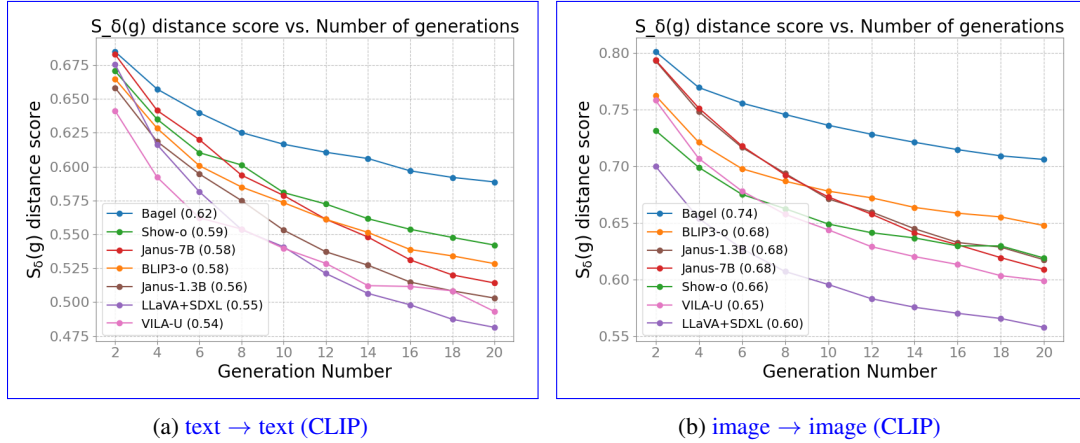 S_δ(g) distance score vs. Number of generations
S_δ(g) distance score
0.675
0.650
0.625
0.600
0.575
0.550
0.525
0.500
0.475
Bagel (0.62)
Show-o (0.59)
Janus-7B (0.58)
BLIP3-o (0.58)
Janus-1.3B (0.56)
LLaVA+SDXL (0.55)
VILA-U (0.54)
2 4 6 8 10 12 14 16 18 20
Generation Number
(a) text → text (CLIP)
S_δ(g) distance score vs. Number of generations
S_δ(g) distance score
0.80
0.75
0.70
0.65
0.60
0.55
Bagel (0.74)
BLIP3-o (0.68)
Janus-1.3B (0.68)
Janus-7B (0.68)
Show-o (0.66)
VILA-U (0.65)
LLaVA+SDXL (0.60)
2 4 6 8 10 12 14 16 18 20
Generation Number
(b) image → image (CLIP)